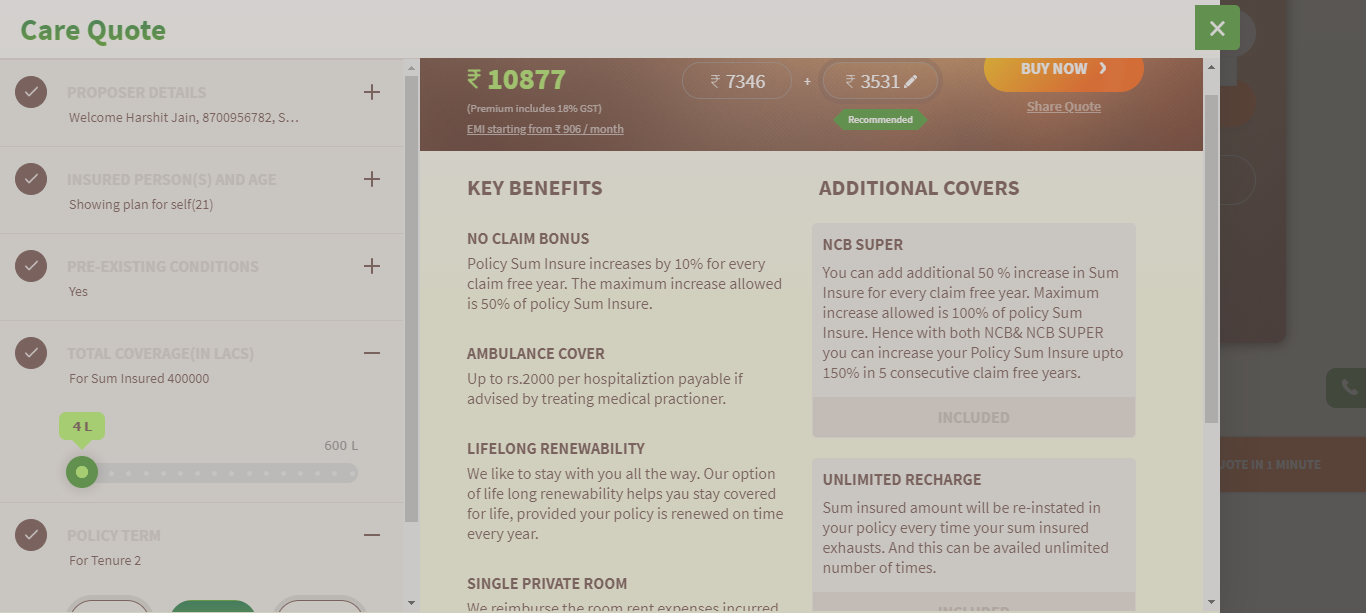 Care Quote
PROPOSER DETAILS
Welcome Harshit Jain, 8700956782, S...
INSURED PERSON(S) AND AGE
Showing plan for self(21)
PRE-EXISTING CONDITIONS
Yes
TOTAL COVERAGE(IN LACS)
For Sum Insured 400000
4 L
600 L
POLICY TERM
For Tenure 2
₹ 10877
(Premium includes 18% GST)
EMI starting from ₹ 906 / month
₹ 7346 + ₹ 3531
Recommended
BUY NOW
Share Quote
KEY BENEFITS
NO CLAIM BONUS
Policy Sum Insure increases by 10% for every
claim free year. The maximum increase allowed
is 50% of policy Sum Insure.
AMBULANCE COVER
Up to rs.2000 per hospitaliztion payable if
advised by treating medical practioner.
LIFELONG RENEWABILITY
We like to stay with you all the way. Our option
of life long renewability helps yau stay covered
for life, provided your policy is renewed on time
every year.
SINGLE PRIVATE ROOM
We reimburse the room rent expenses incurred
ADDITIONAL COVERS
NCB SUPER
You can add additional 50 % increase in Sum
Insure for every claim free year. Maximum
increase allowed is 100% of policy Sum
Insure. Hence with both NCB& NCB SUPER
you can increase your Policy Sum Insure upto
150% in 5 consecutive claim free years.
INCLUDED
UNLIMITED RECHARGE
Sum insured amount will be re-instated in
your policy every time your sum insured
exhausts. And this can be availed unlimited
number of times.
INCLUDED
UOTE IN 1 MINUTE